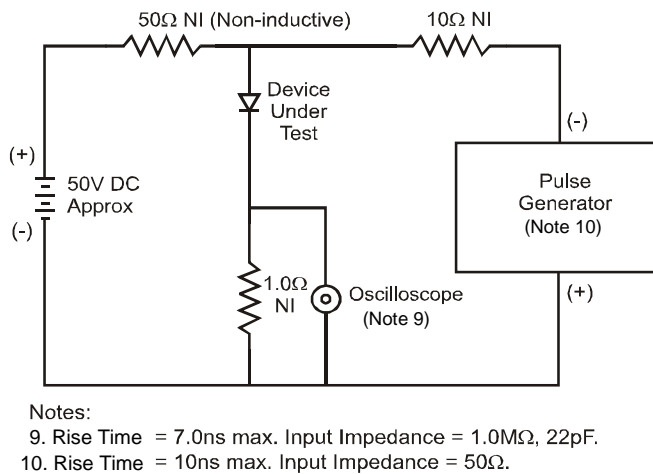 50Ω NI (Non-inductive)
10Ω NI
Device
Under
Test
(+)
50V DC
Approx
(-)
(-)
Pulse
Generator
(Note 10)
(+)
1.0Ω
NI
Oscilloscope
(Note 9)
Notes:
9. Rise Time = 7.0ns max. Input Impedance = 1.0MΩ, 22pF.
10. Rise Time = 10ns max. Input Impedance = 50Ω.